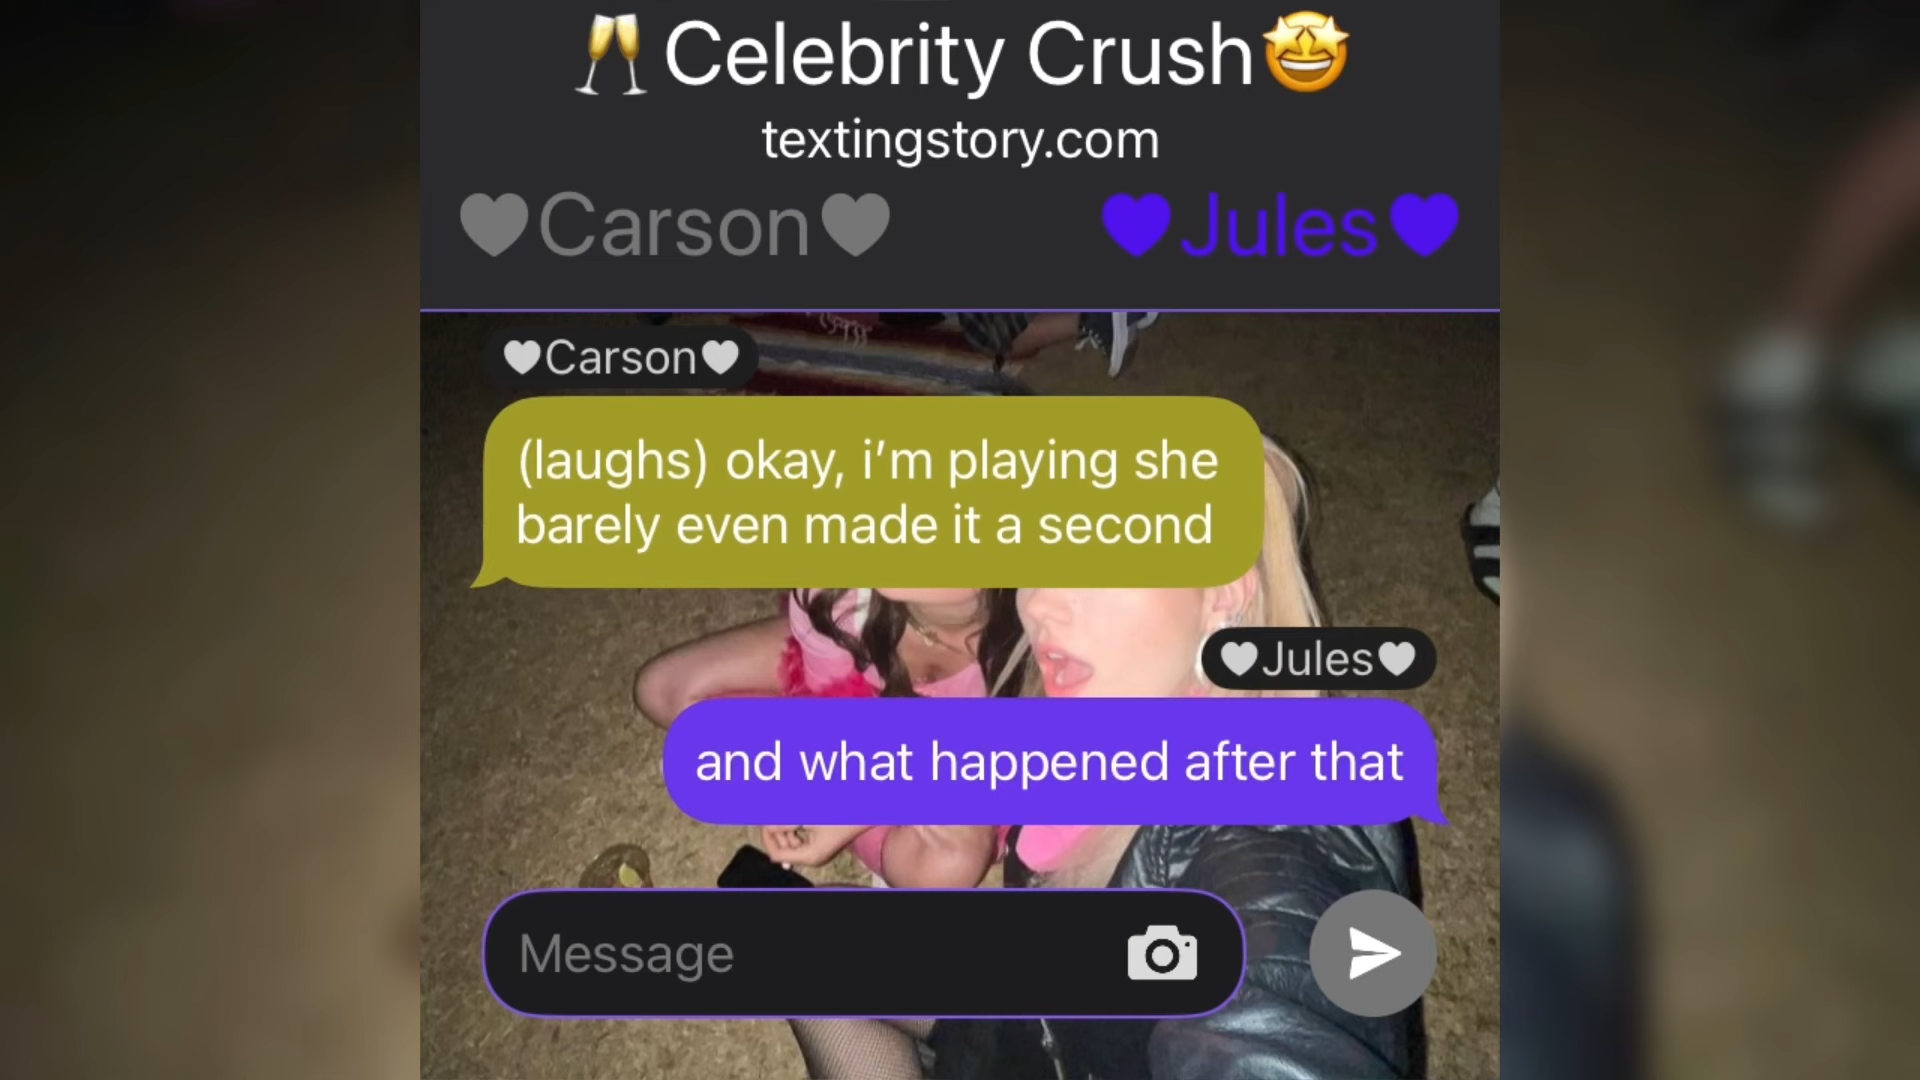 🥂Celebrity Crush🤩
textingstory.com
🖤Carson🖤 💜Jules💜
🤍Carson🤍
(laughs) okay, i’m playing she
barely even made it a second
🤍Jules🤍
and what happened after that
Message